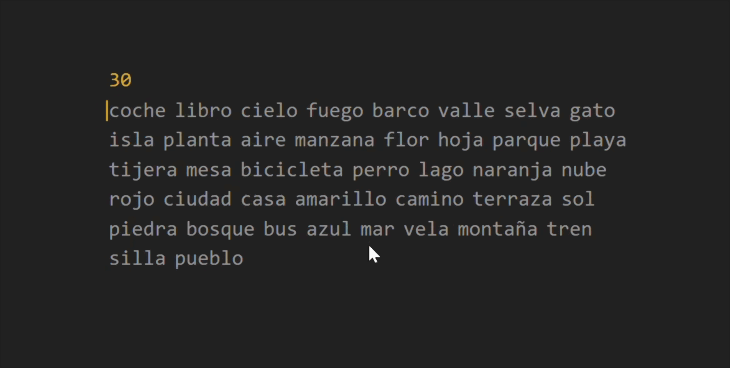 30
coche libro cielo fuego barco valle selva gato
isla planta aire manzana flor hoja parque playa
tijera mesa bicicleta perro lago naranja nube
rojo ciudad casa amarillo camino terraza sol
piedra bosque bus azul mar vela montaña tren
silla pueblo